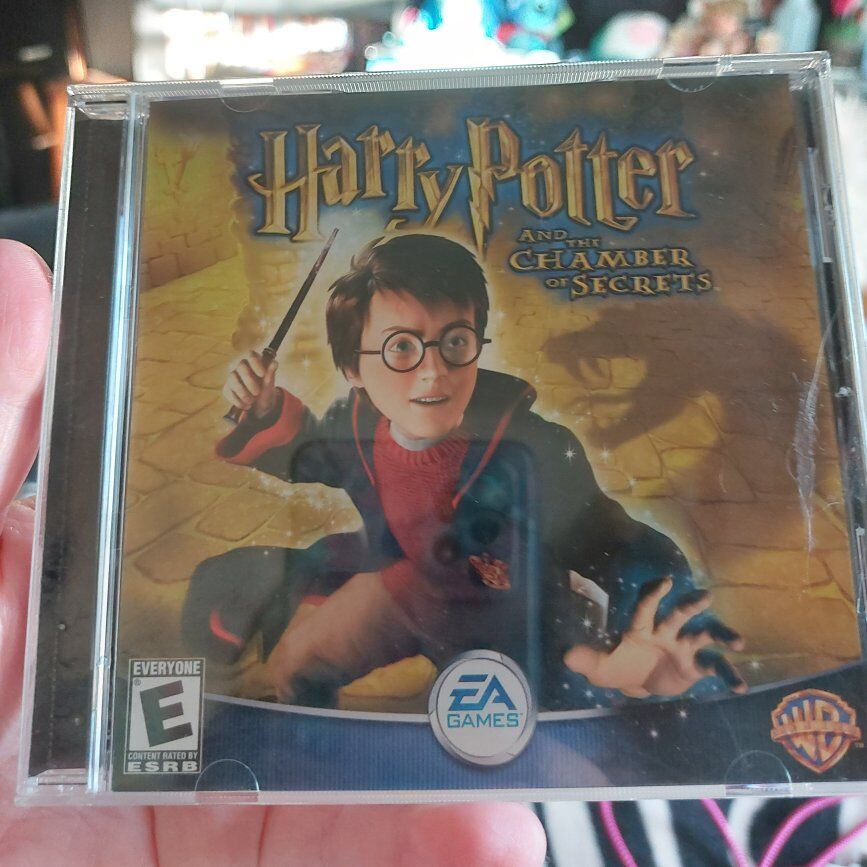 Harry Potter
AND THE
CHAMBER
OF SECRETS
EVERYONE
E
CONTENT RATED BY
ESRB
EA
GAMES
WB